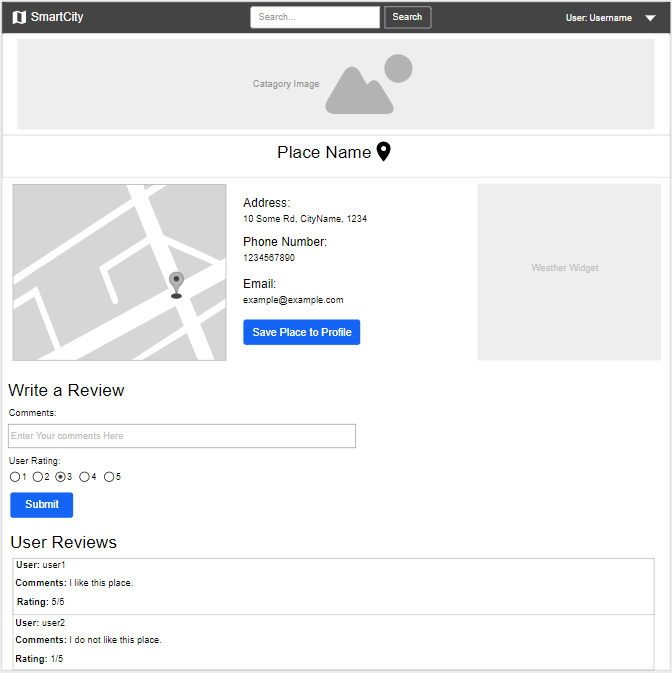 SmartCity
Search...
Search
User: Username
Catagory Image
Place Name
Address:
10 Some Rd, CityName, 1234
Phone Number:
1234567890
Email:
example@example.com
Save Place to Profile
Weather Widget
Write a Review
Comments:
Enter Your comments Here
User Rating:
1 2 3 4 5
Submit
User Reviews
User: user1
Comments: I like this place.
Rating: 5/5
User: user2
Comments: I do not like this place.
Rating: 1/5